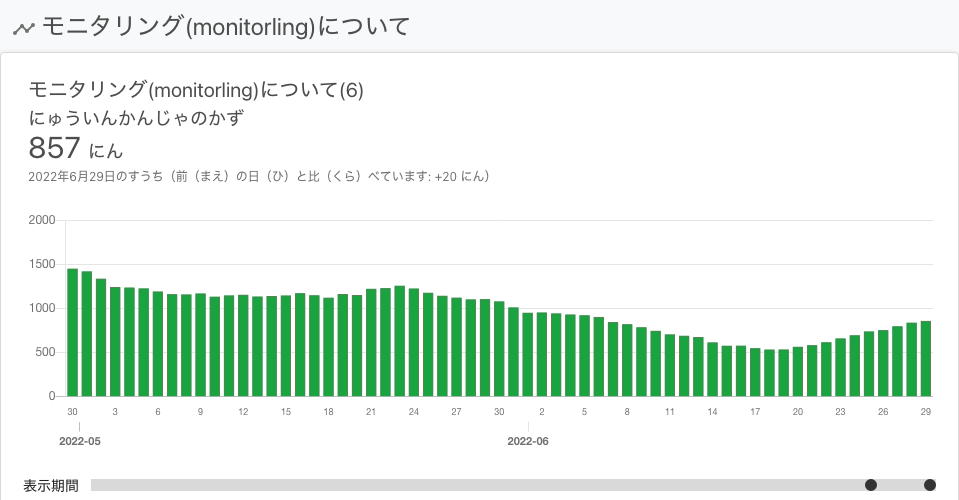 モニタリング(monitorling)について
モニタリング(monitorling)について(6)
にゅういんかんじゃのかず
857 にん
2022年6月29日のすうち（前（まえ）の日（ひ）と比（くら）べています: +20 にん）
2000
1500
1000
500
0
30 3 6 9 12 15 18 21 24 27 30 2 5 8 11 14 17 20 23 26 29
2022-05 2022-06
表示期間